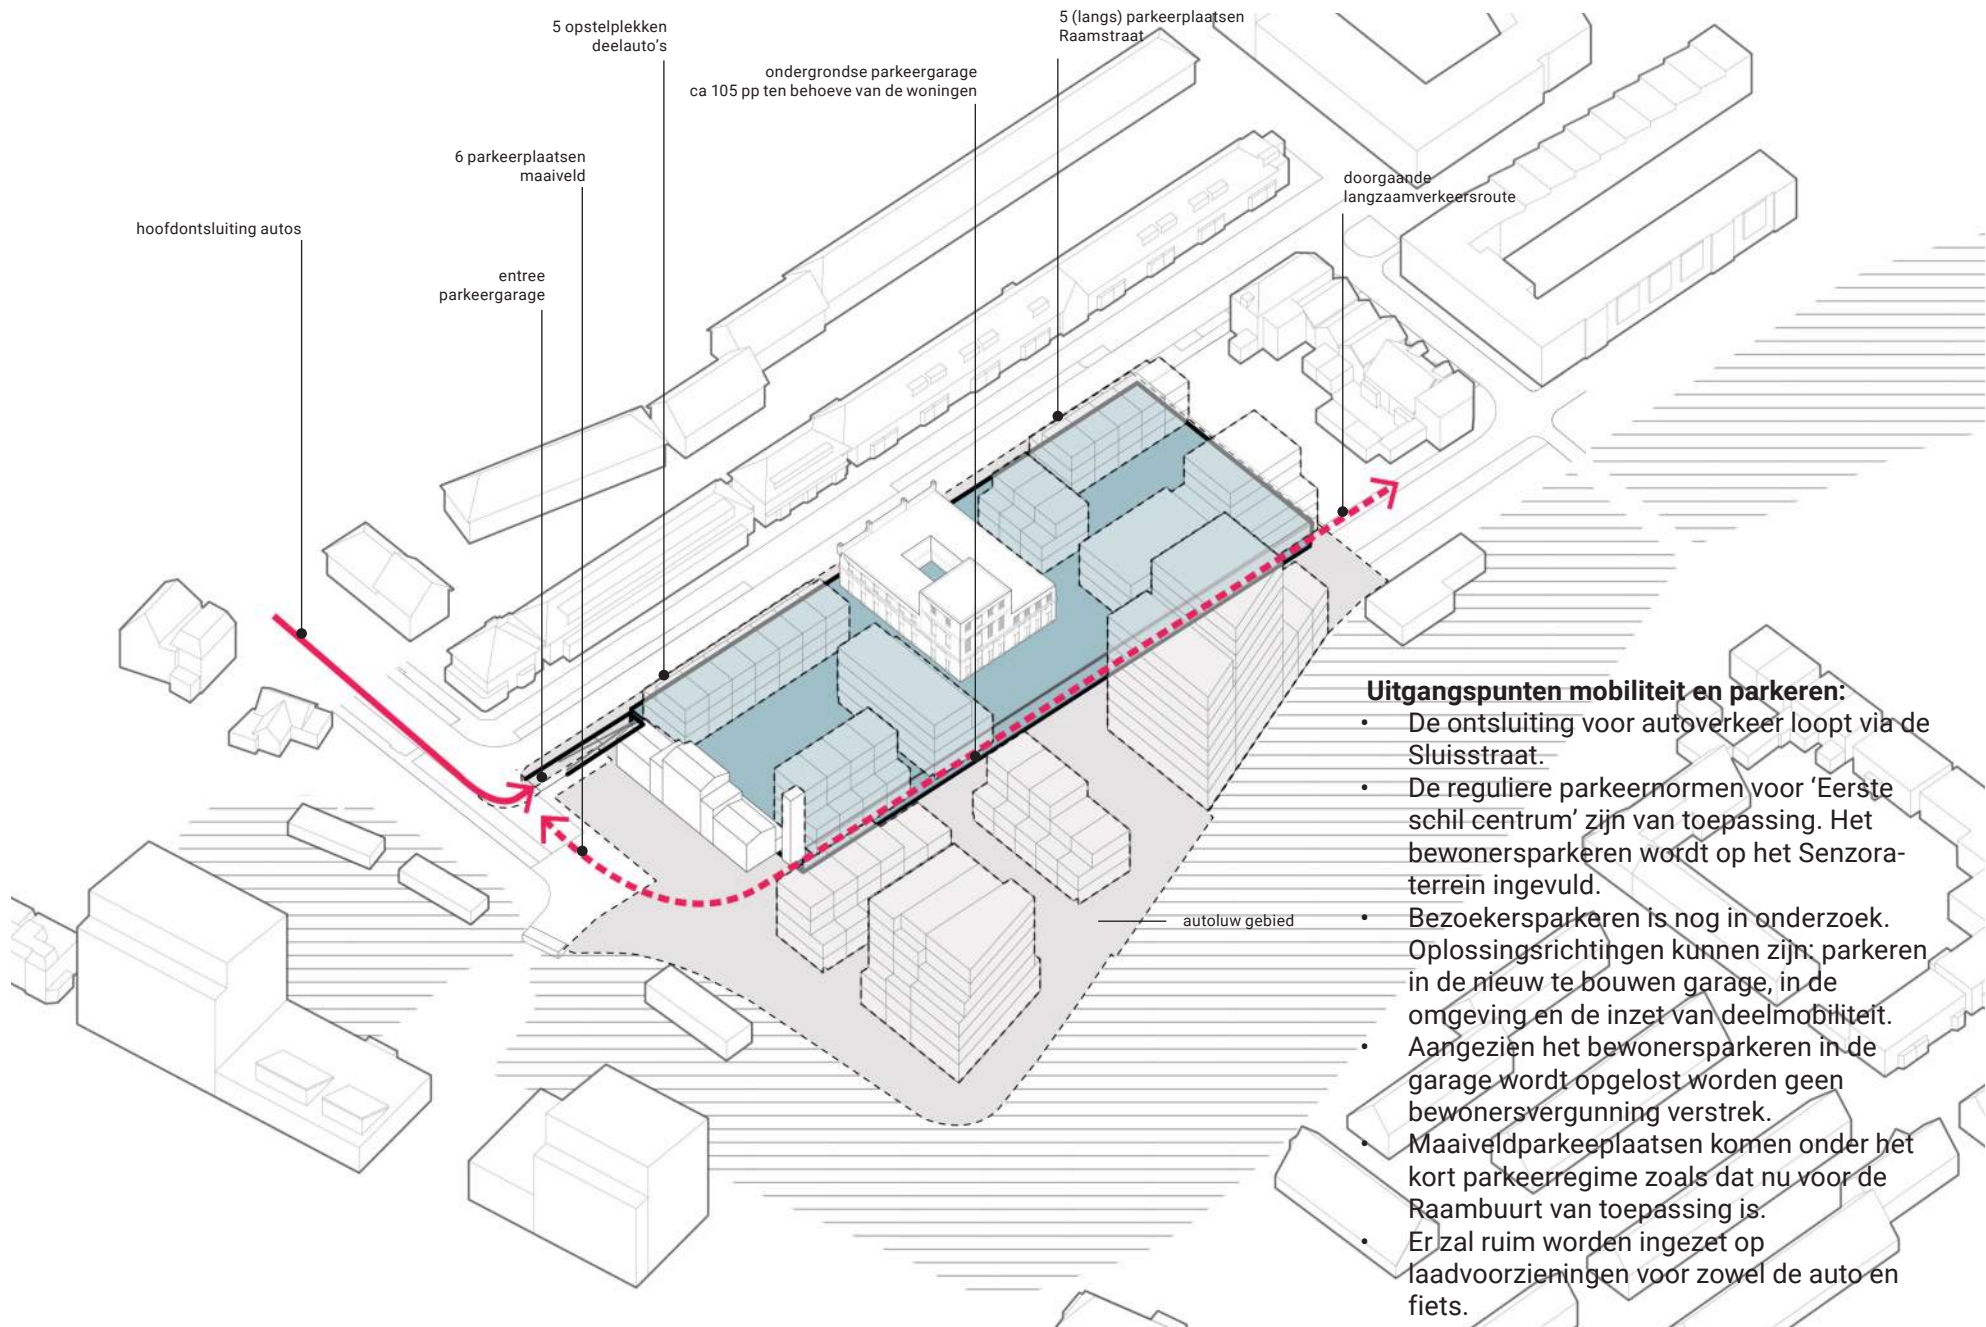 5 opstelplekken
deelauto's
5 (langs) parkeerplaatsen
Raamstraat
ondergrondse parkeergarage
ca 105 pp ten behoeve van de woningen
6 parkeerplaatsen
maaiveld
doorgaande
langzaamverkeersroute
hoofdontsluiting autos
entree
parkeergarage
autoluw gebied
Uitgangspunten mobiliteit en parkeren:
• De ontsluiting voor autoverkeer loopt via de
Sluisstraat.
• De reguliere parkeernormen voor ‘Eerste
schil centrum’ zijn van toepassing. Het
bewonersparkeren wordt op het Senzora-
terrein ingevuld.
• Bezoekersparkeren is nog in onderzoek.
Oplossingsrichtingen kunnen zijn: parkeren
in de nieuw te bouwen garage, in de
omgeving en de inzet van deelmobiliteit.
• Aangezien het bewonersparkeren in de
garage wordt opgelost worden geen
bewonersvergunning verstrek.
• Maaiveldparkeeplaatsen komen onder het
kort parkeerregime zoals dat nu voor de
Raambuurt van toepassing is.
• Er zal ruim worden ingezet op
laadvoorzieningen voor zowel de auto en
fiets.